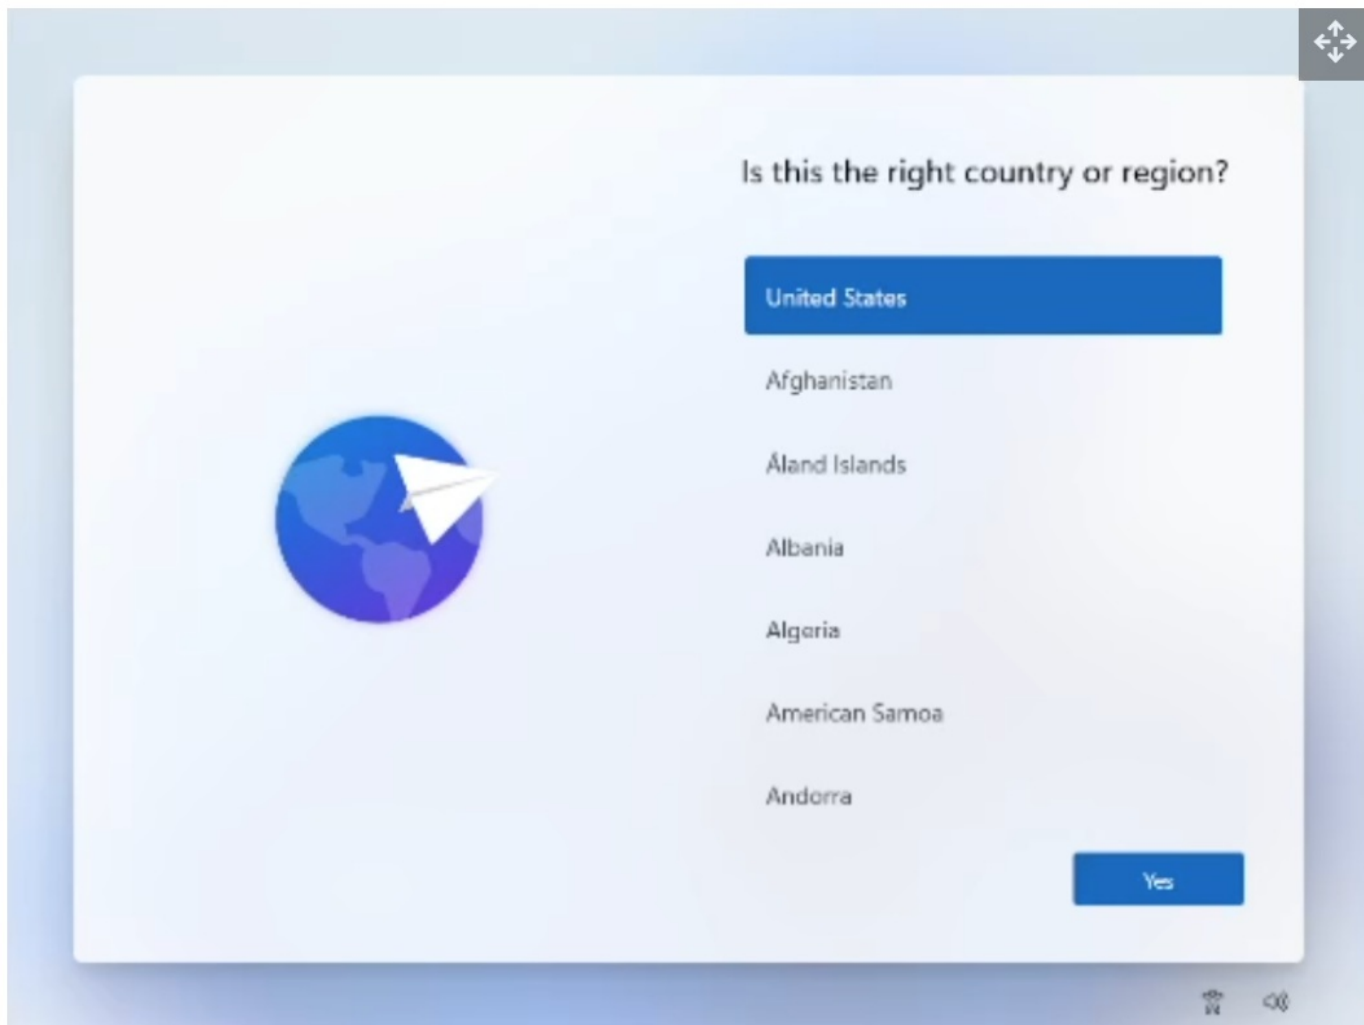 Is this the right country or region?
United States
Afghanistan
Åland Islands
Albania
Algeria
American Samoa
Andorra
Yes